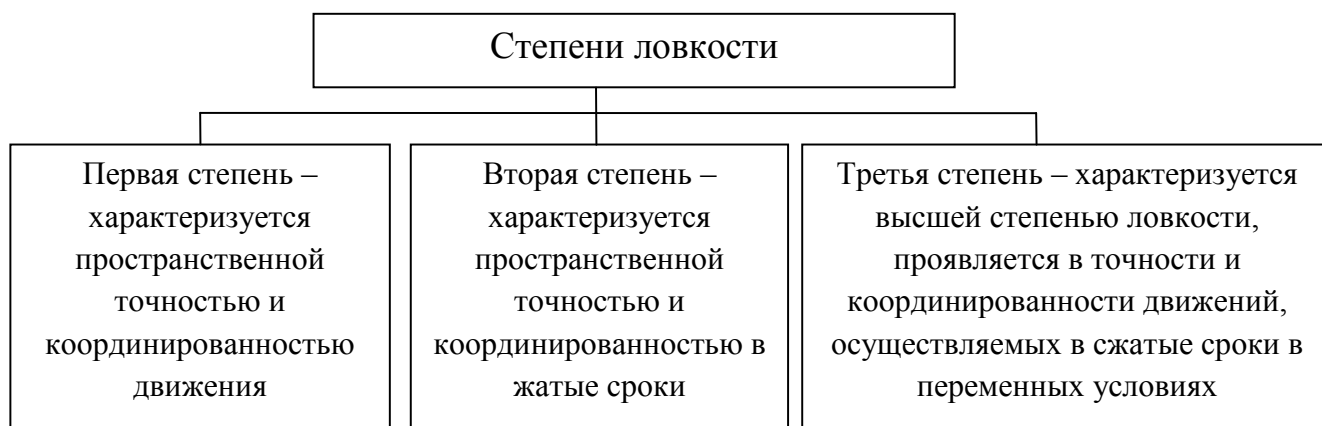 Степени ловкости
Первая степень –
характеризуется
пространственной
точностью и
координированностью
движения
Вторая степень –
характеризуется
пространственной
точностью и
координированностью в
жатые сроки
Третья степень – характеризуется
высшей степенью ловкости,
проявляется в точности и
координированности движений,
осуществляемых в сжатые сроки в
переменных условиях